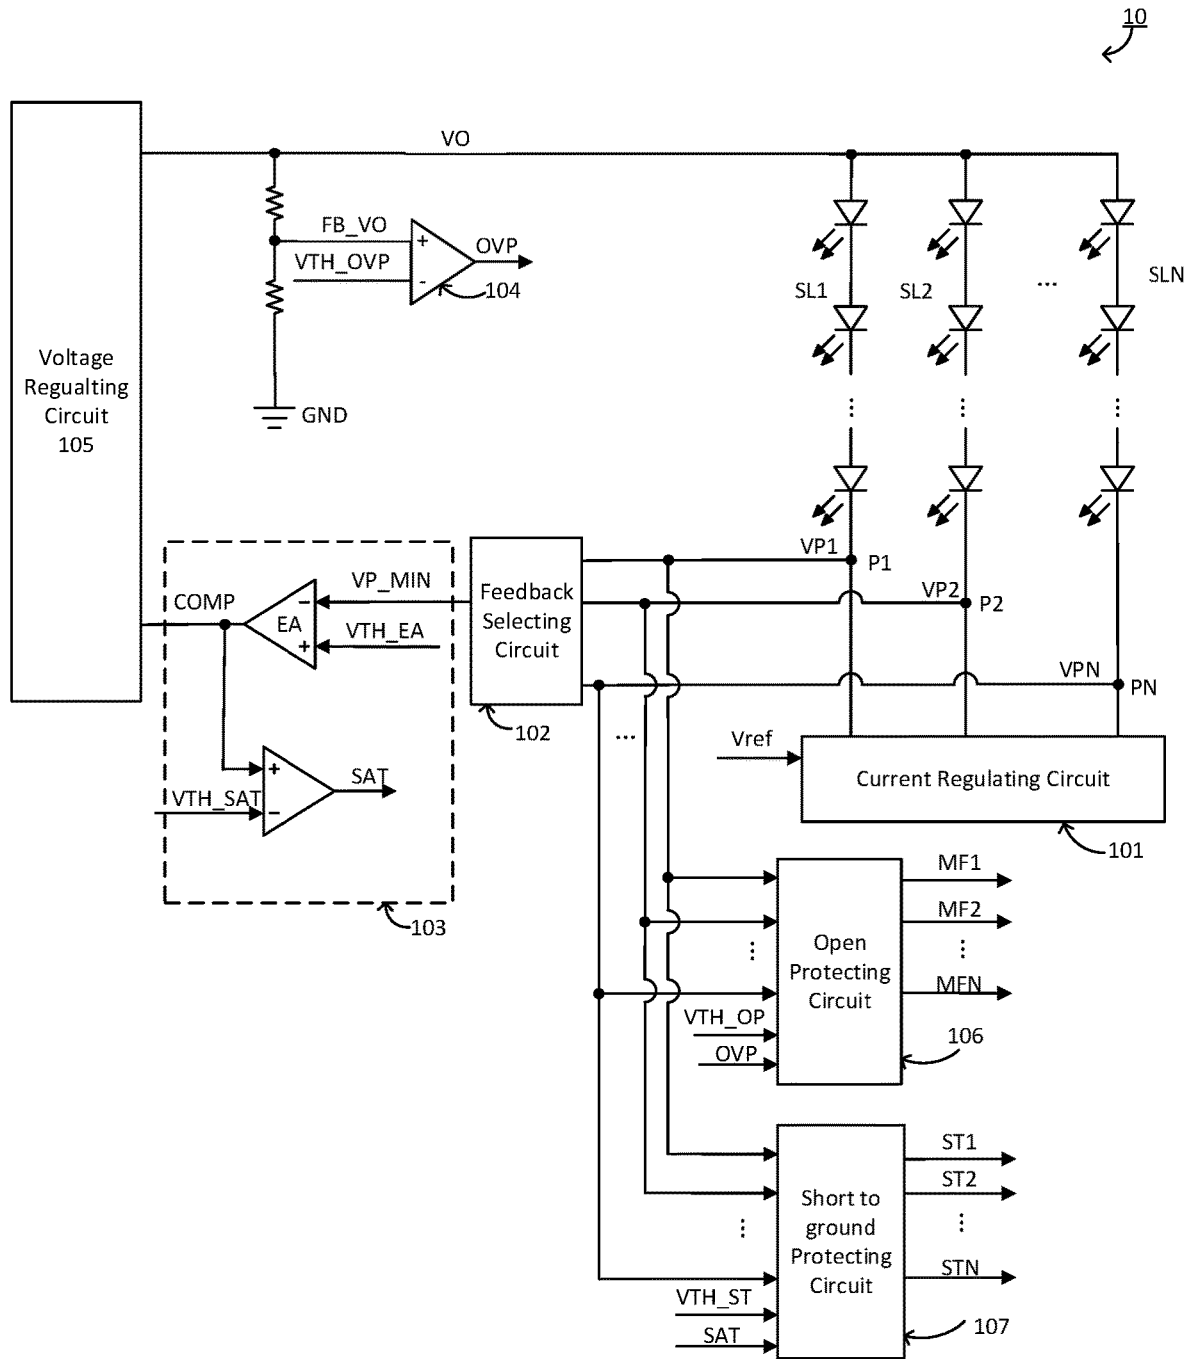 10
VO
FB_VO
OVP
VTH_OVP
104
SL1
SL2
...
SLN
Voltage
Regualting
Circuit
105
GND
...
...
...
VP1
P1
VP_MIN
Feedback
Selecting
Circuit
COMP
EA
VTH_EA
VP2
P2
VPN
PN
102
...
Vref
Current Regulating Circuit
SAT
VTH_SAT
101
103
MF1
MF2
...
...
Open
Protecting
Circuit
MFN
VTH_OP
OVP
106
ST1
ST2
Short to
ground
Protecting
Circuit
...
...
STN
VTH_ST
SAT
107